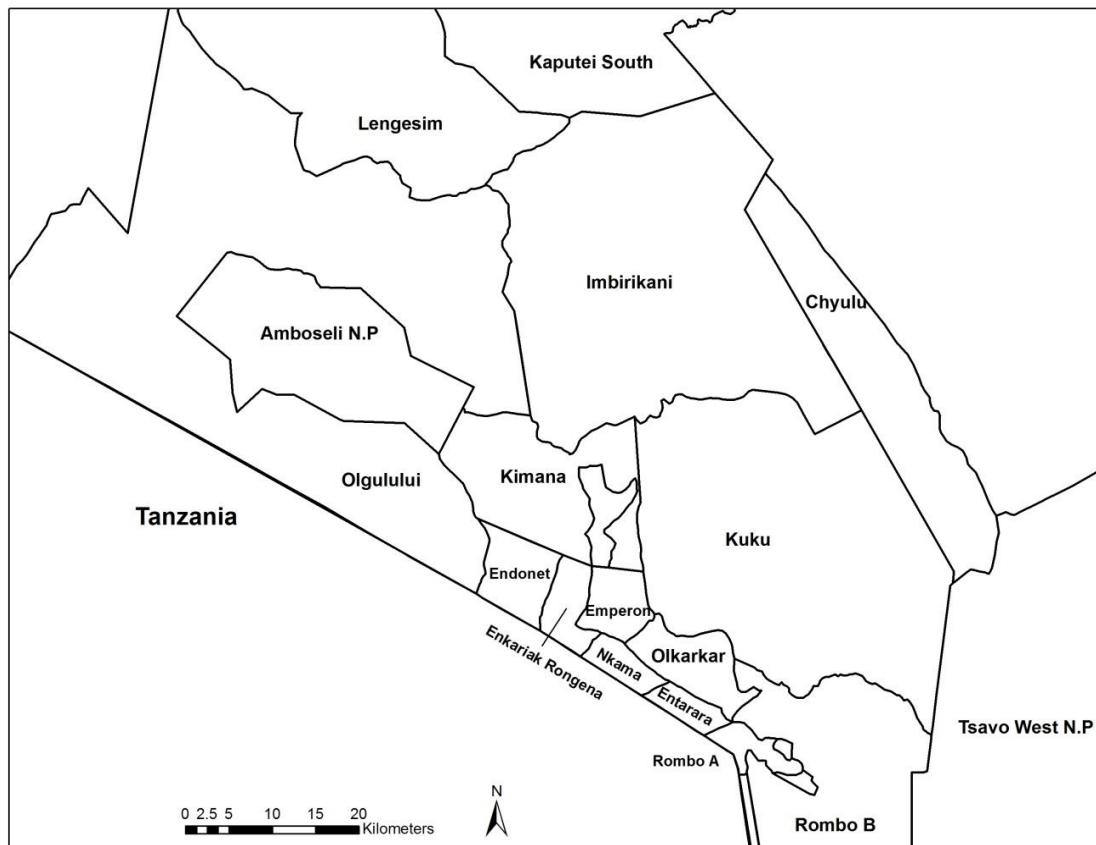 Kaputei South
Lengesim
Imbirikani
Chyulu
Amboseli N.P
Olgululuі
Kimana
Tanzania
Kuku
Endonet
Emperon
Enkariak Rongena
Nkama
Olkarkar
Entarara
Tsavo West N.P
Rombo A
Rombo B
N
0 2.5 5 10 15 20
Kilometers